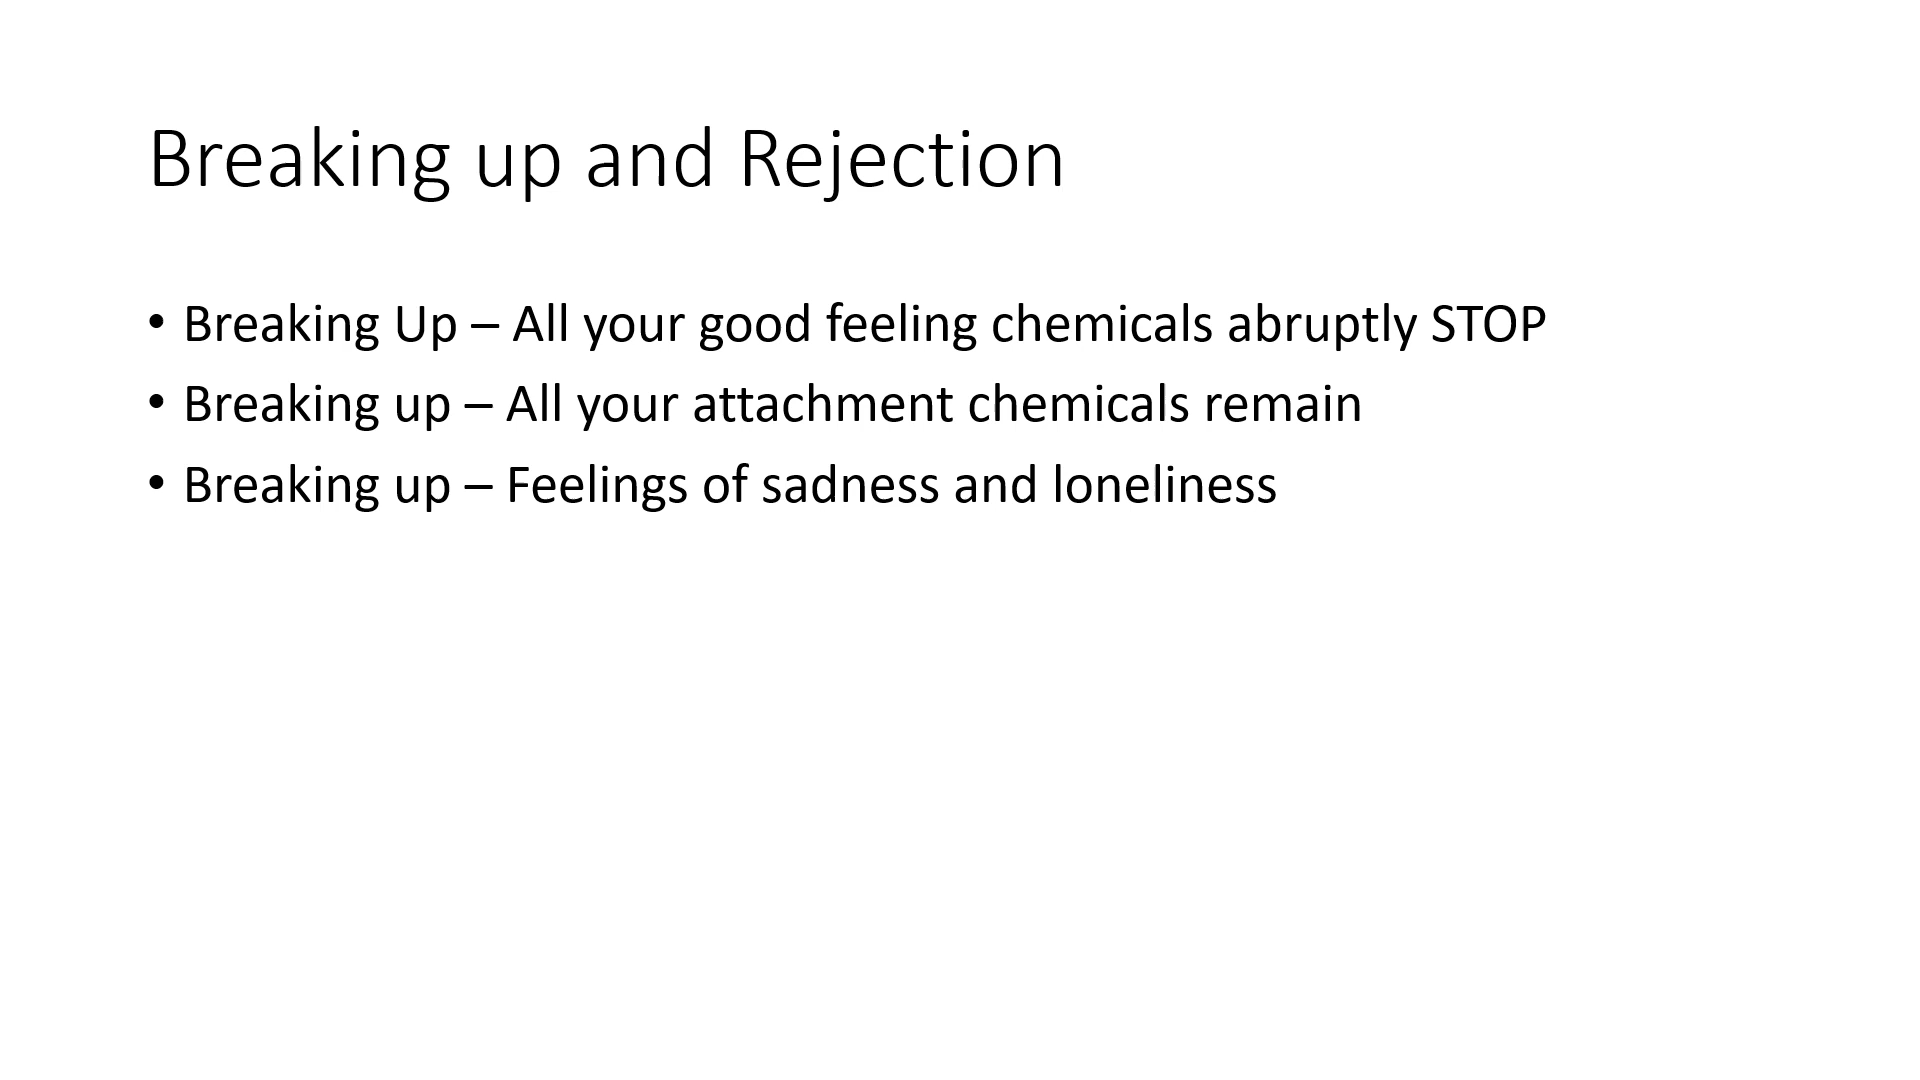 Breaking up and Rejection
• Breaking Up – All your good feeling chemicals abruptly STOP
• Breaking up – All your attachment chemicals remain
• Breaking up – Feelings of sadness and loneliness